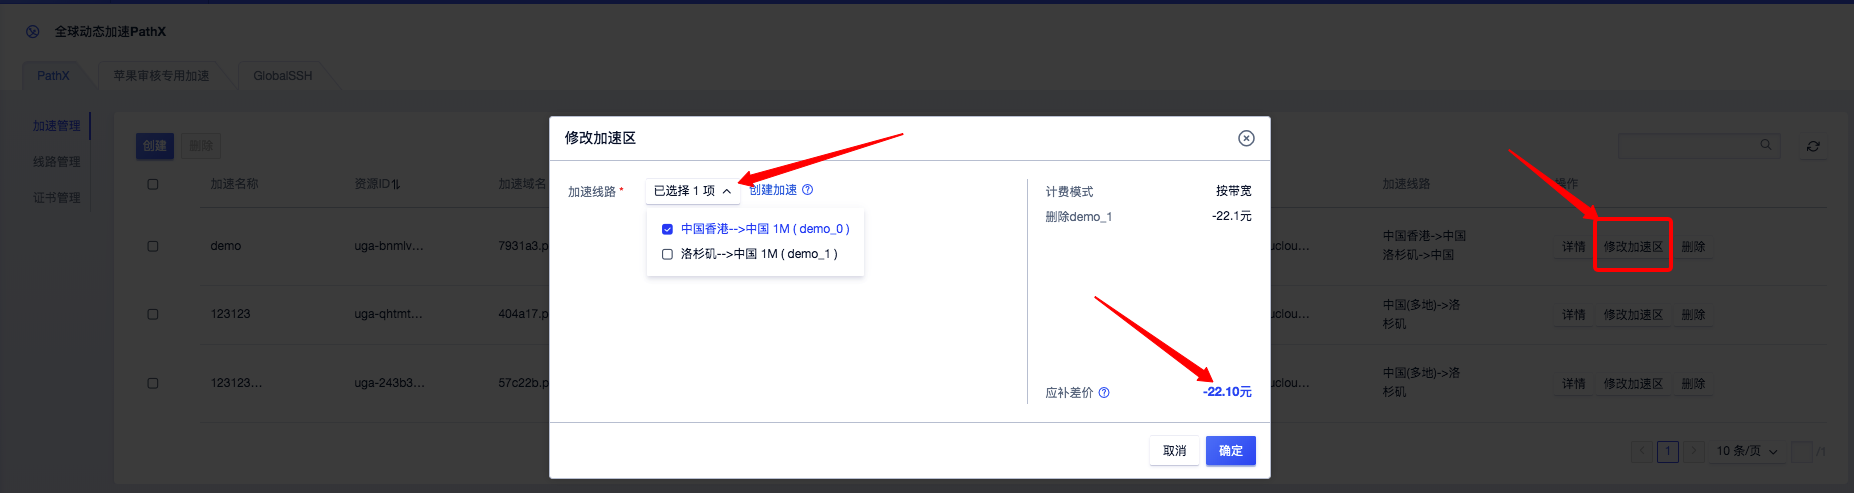 全球动态加速PathX
PathX
苹果审核专用加速
GlobalSSH
加速管理
线路管理
证书管理
创建
删除
加速名称
资源ID
加速域名
加速线路
操作
demo
uga-bnmlv...
7931a3.p
uclou...
中国香港->中国
洛杉矶->中国
详情
修改加速区
删除
123123
uga-qhtmt...
404a17.p
uclou...
中国(多地)->洛
杉矶
详情
修改加速区
删除
123123...
uga-243b3...
57c22b.p
uclou...
中国(多地)->洛
杉矶
详情
修改加速区
删除
1
10 条/页
/1
修改加速区
加速线路 *
已选择 1 项
创建加速
中国香港-->中国 1M ( demo_0 )
洛杉矶-->中国 1M ( demo_1 )
计费模式
按带宽
删除demo_1
-22.1元
应补差价
-22.10元
取消
确定